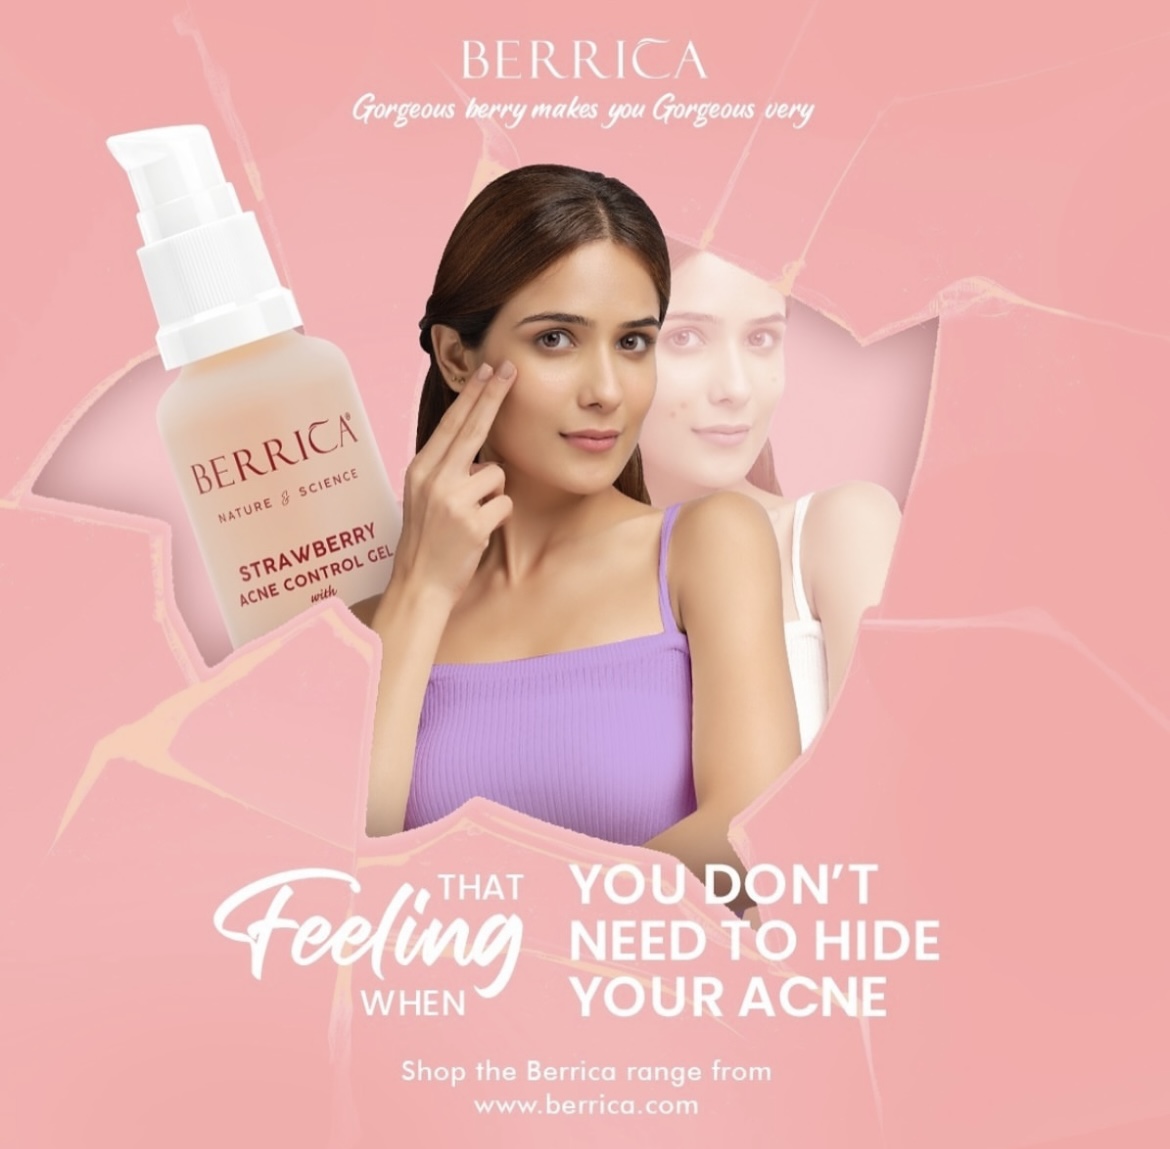 BERRICA
Gorgeous berry makes you Gorgeous very
BERRICA®
NATURE & SCIENCE
STRAWBERRY
ACNE CONTROL GEL
with
THAT
Feeling
WHEN
YOU DON'T
NEED TO HIDE
YOUR ACNE
Shop the Berrica range from
www.berrica.com